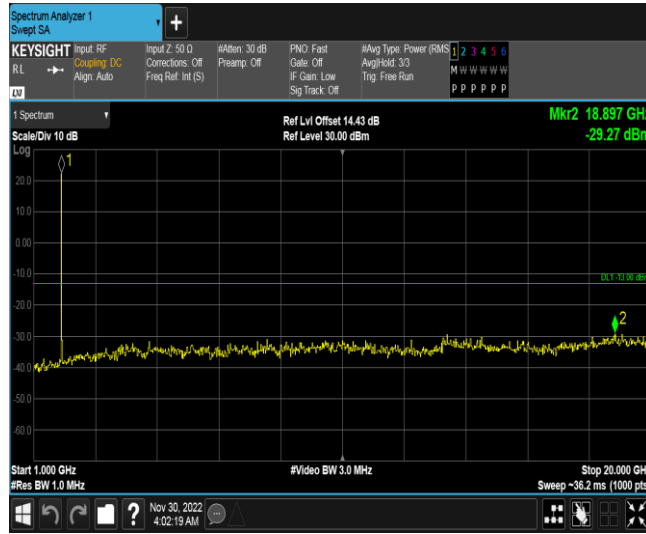 Spectrum Analyzer 1
Swept SA
+
KEYSIGHT Input: RF Input Z: 50 Ω #Atten: 30 dB PNO: Fast #Avg Type: Power (RMS 1 2 3 4 5 6
RL Coupling: DC Corrections: Off Preamp: Off Gate: Off Avg|Hold: 3/3 M W W W W W
Align: Auto Freq Ref: Int (S) IF Gain: Low Trig: Free Run
LXI Sig Track: Off P P P P P P
1 Spectrum Ref Lvl Offset 14.43 dB Mkr2 18.897 GHz
Scale/Div 10 dB Ref Level 30.00 dBm -29.27 dBm
Log
1
20.0
10.0
0.00
-10.0
DL1 -13.00 dBm
-20.0
2
-30.0
-40.0
-50.0
-60.0
Start 1.000 GHz #Video BW 3.0 MHz Stop 20.000 GH
#Res BW 1.0 MHz Sweep ~36.2 ms (1000 pts
? Nov 30, 2022
4:02:19 AM